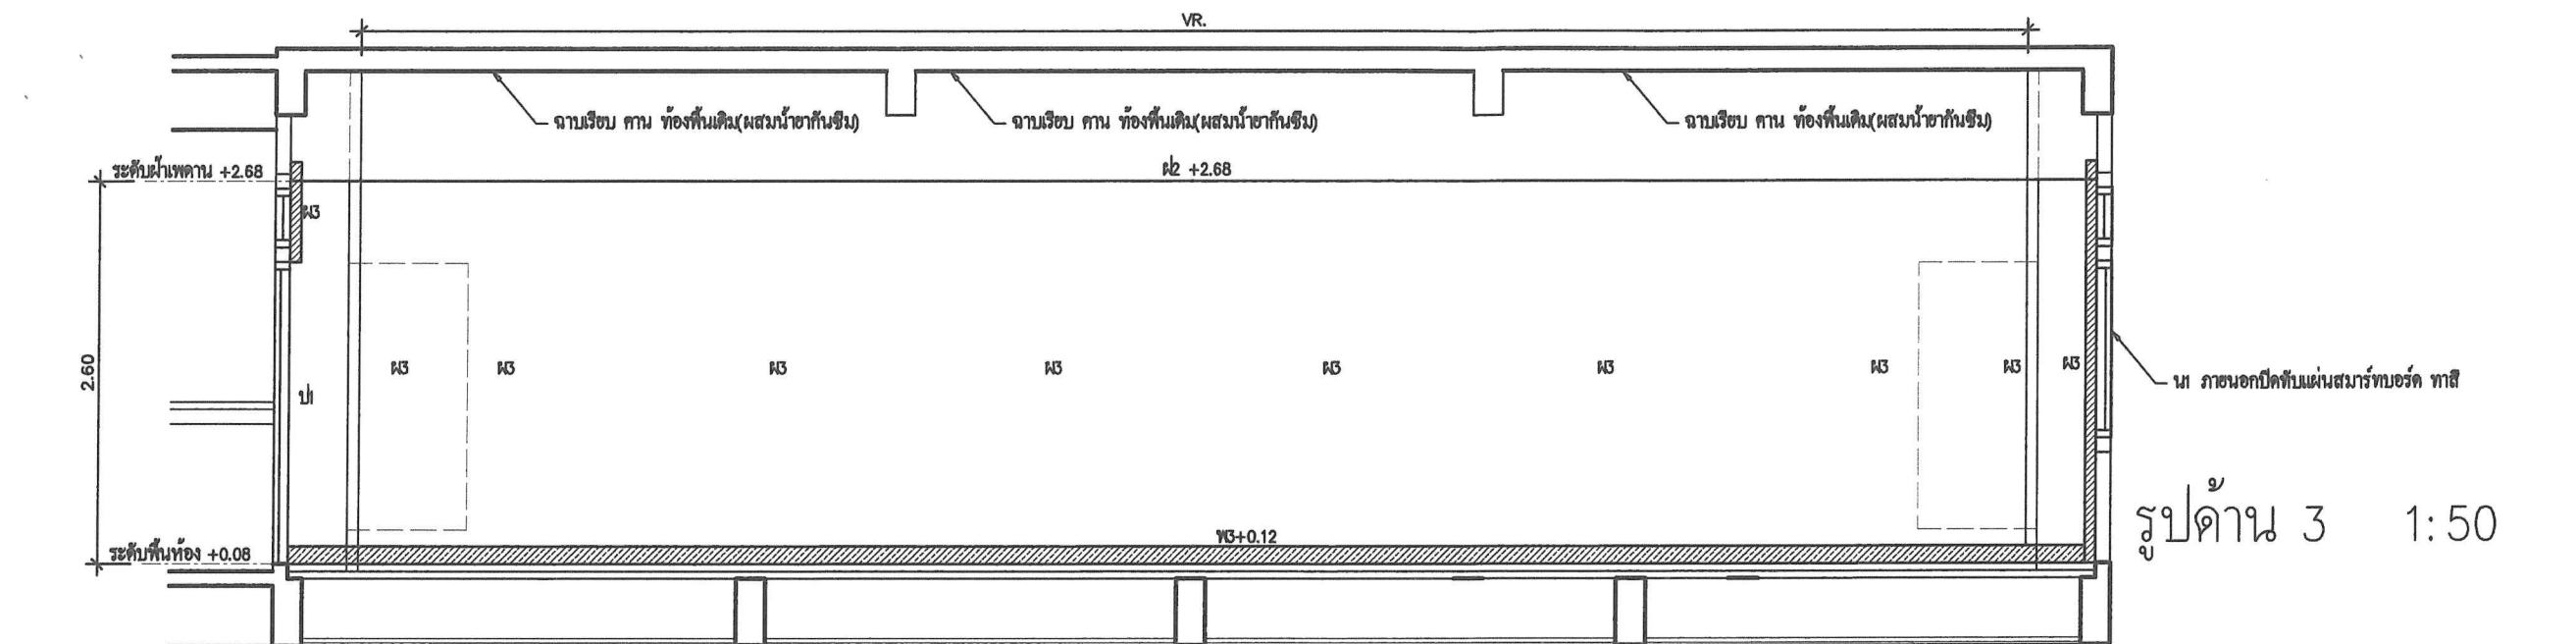 VR.
ฉาบเรียบ คาน ท้องพื้นเดิม(ผสมน้ำยากันซึม)
ฉาบเรียบ คาน ท้องพื้นเดิม(ผสมน้ำยากันซึม)
ฉาบเรียบ คาน ท้องพื้นเดิม(ผสมน้ำยากันซึม)
ระดับฝ้าเพดาน +2.68
ฝ2 +2.68
ผ3
2.60
ผ3
ผ3
ผ3
ผ3
ผ3
ผ3
ผ3
ผ3
ผ3
ป1
น1 ภายนอกปิดทับแผ่นสมาร์ทบอร์ด ทาสี
ระดับพื้นห้อง +0.08
พ3+0.12
รูปด้าน 3 1:50